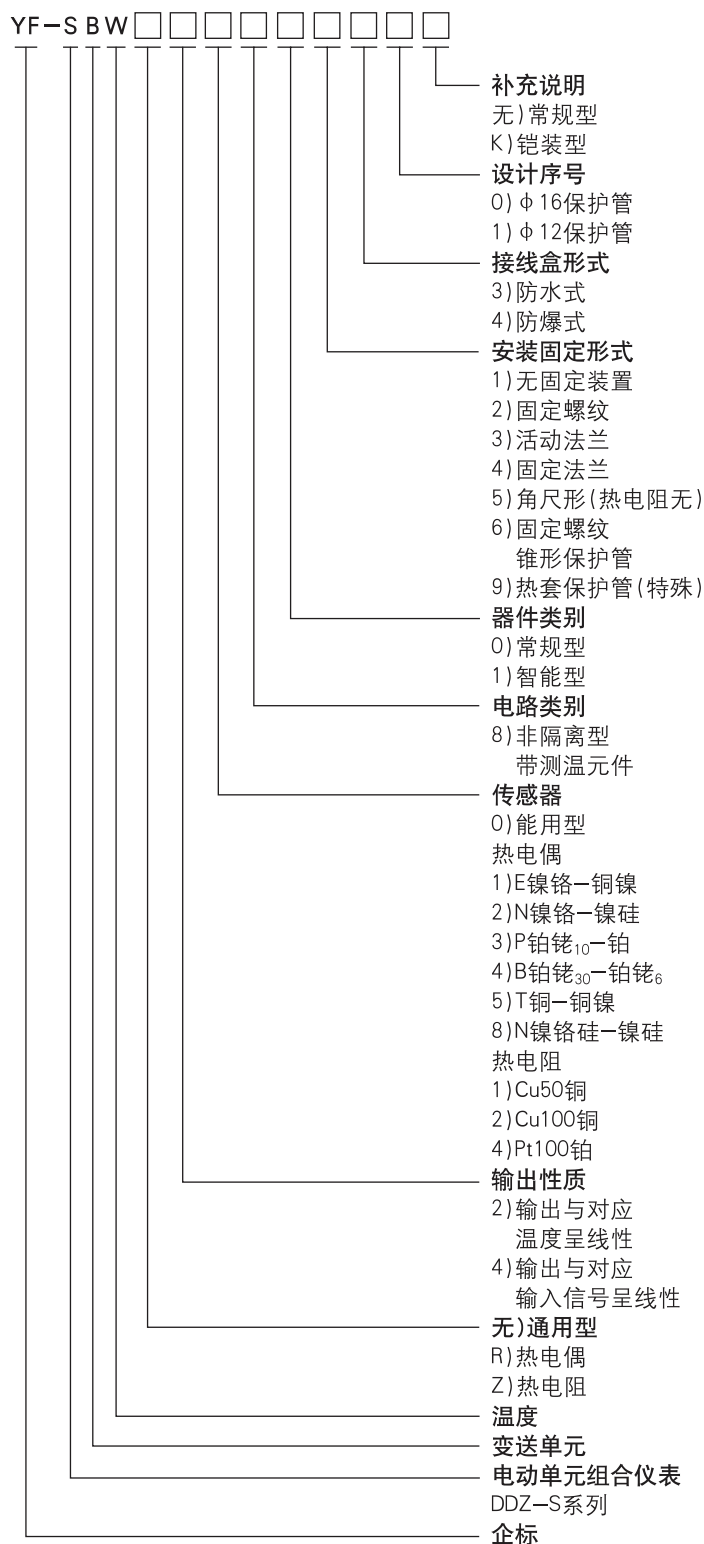 YF-SBW□□□□□□□□□
补充说明
无)常规型
K)铠装型
设计序号
0)φ16保护管
1)φ12保护管
接线盒形式
3)防水式
4)防爆式
安装固定形式
1)无固定装置
2)固定螺纹
3)活动法兰
4)固定法兰
5)角尺形(热电阻无)
6)固定螺纹
锥形保护管
9)热套保护管(特殊)
器件类别
0)常规型
1)智能型
电路类别
8)非隔离型
带测温元件
传感器
0)能用型
热电偶
1)E镍铬-铜镍
2)N镍铬-镍硅
3)P铂铑10-铂
4)B铂铑30-铂铑6
5)T铜-铜镍
8)N镍铬硅-镍硅
热电阻
1)Cu50铜
2)Cu100铜
4)Pt100铂
输出性质
2)输出与对应
温度呈线性
4)输出与对应
输入信号呈线性
无)通用型
R)热电偶
Z)热电阻
温度
变送单元
电动单元组合仪表
DDZ-S系列
企标